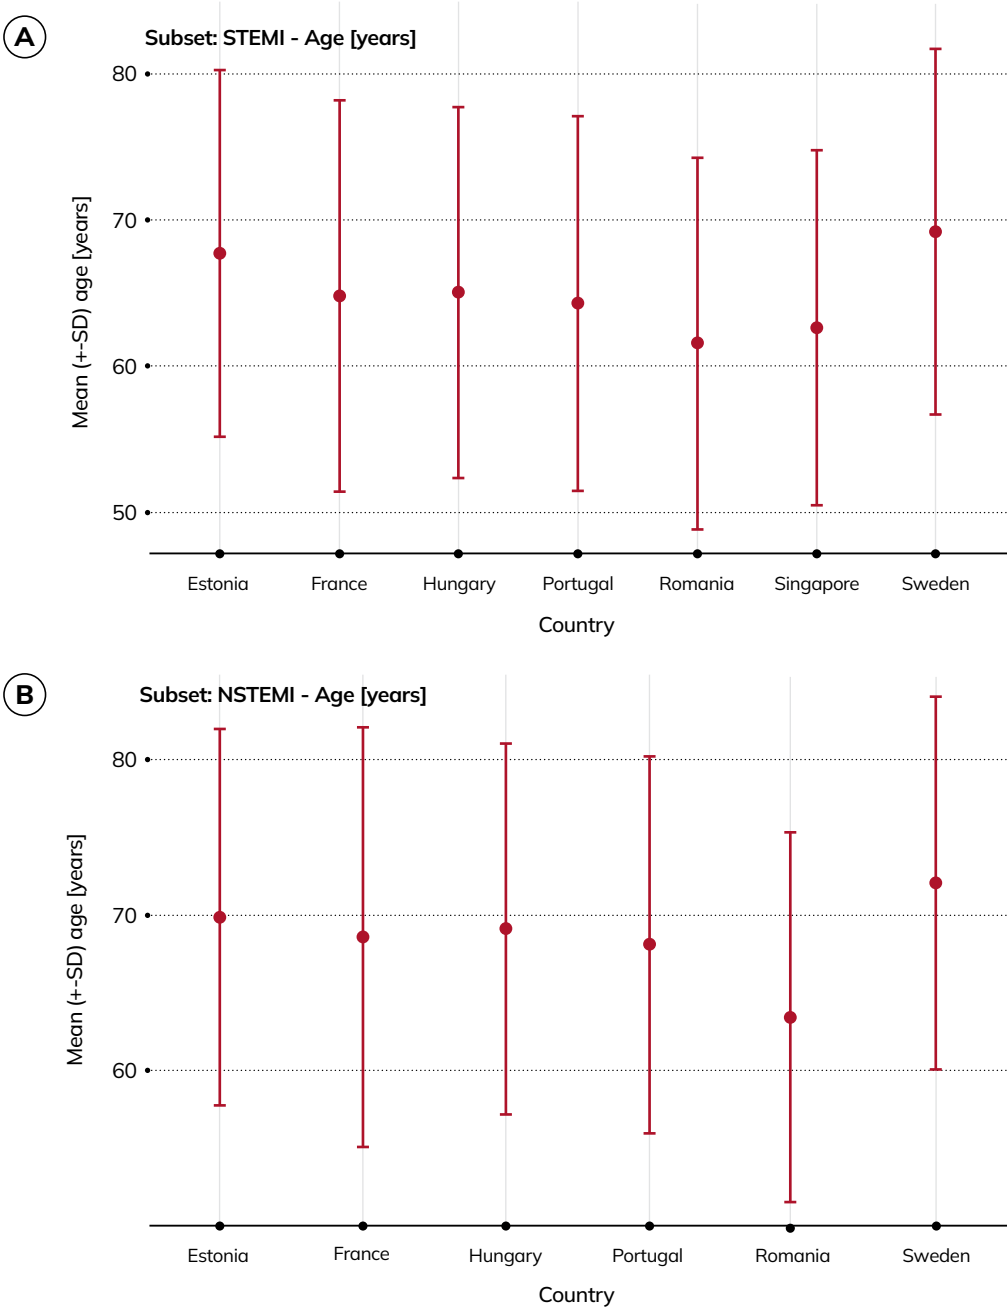 A
Subset: STEMI - Age [years]
80
70
60
50
Mean (+-SD) age [years]
Estonia France Hungary Portugal Romania Singapore Sweden
Country
B
Subset: NSTEMI - Age [years]
80
70
60
Mean (+-SD) age [years]
Estonia France Hungary Portugal Romania Sweden
Country